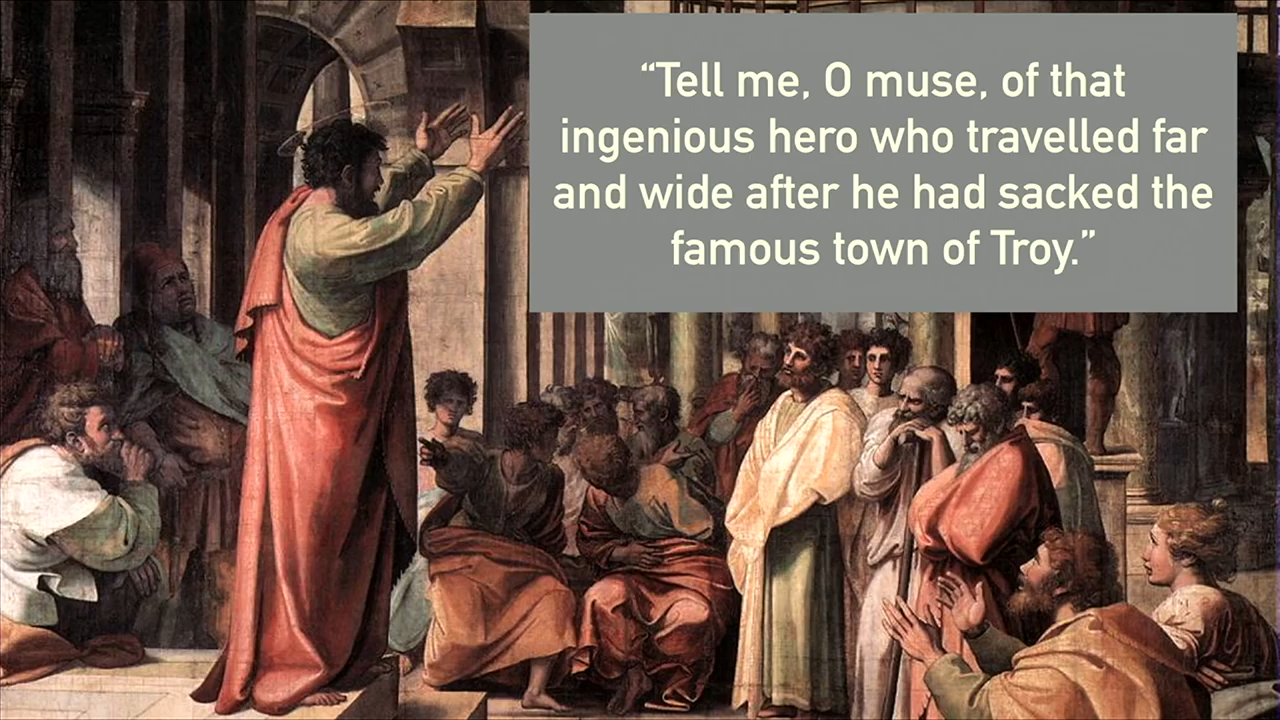 “Tell me, O muse, of that
ingenious hero who travelled far
and wide after he had sacked the
famous town of Troy.”